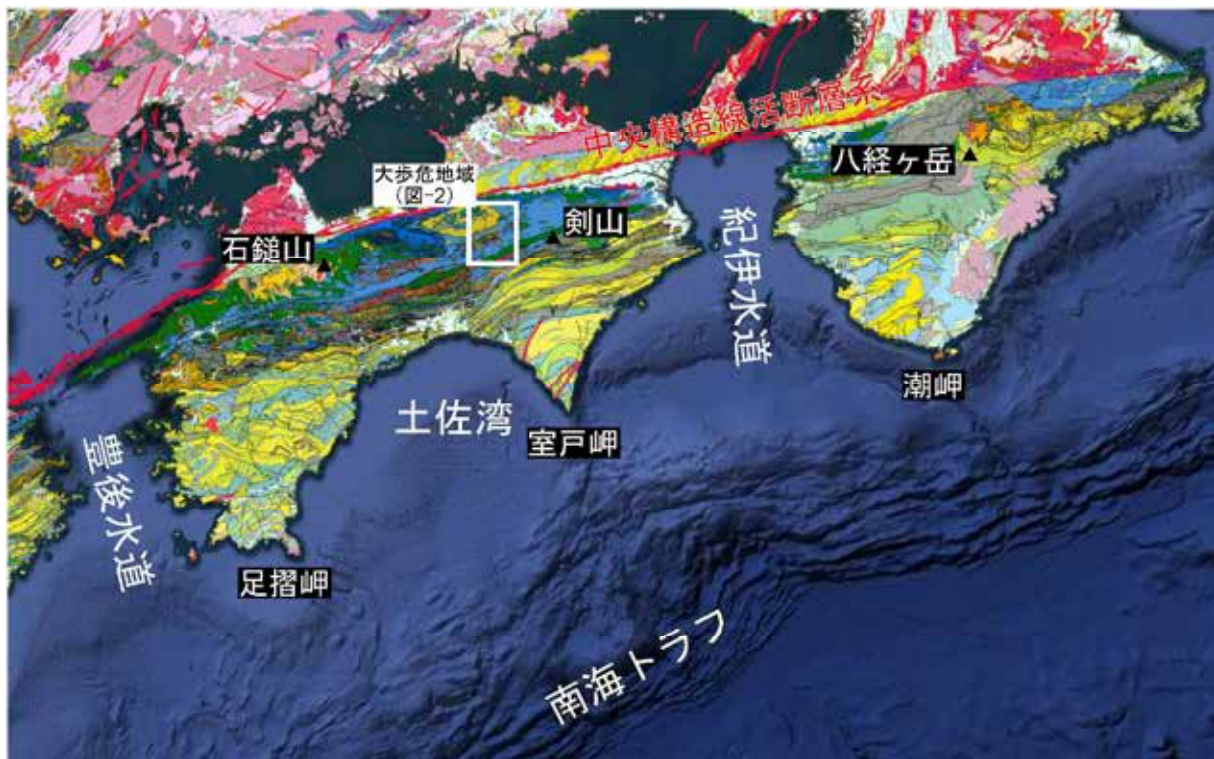 中央構造線活断層系
八経ヶ岳
大歩危地域
(図-2)
剣山
石鎚山
紀伊水道
潮岬
土佐湾
室戸岬
豊後水道
足摺岬
南海トラフ